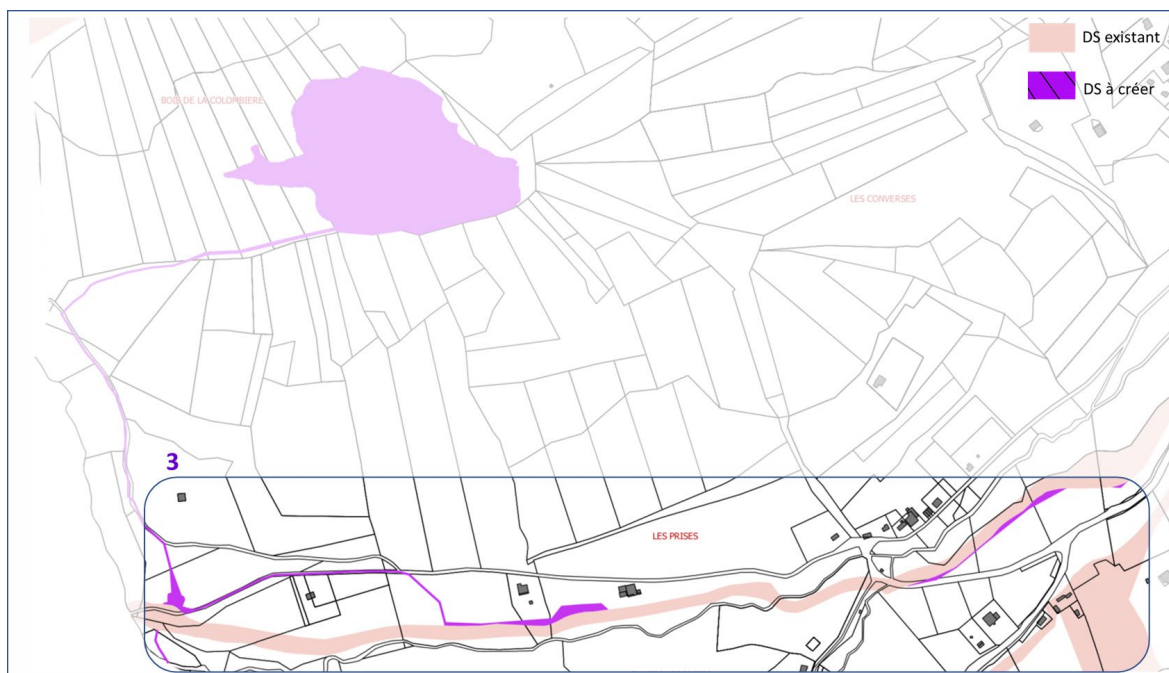 DS existant
DS à créer
BOIS DE LA COLOMBIERE
LES CONVERSES
3
LES PRISES